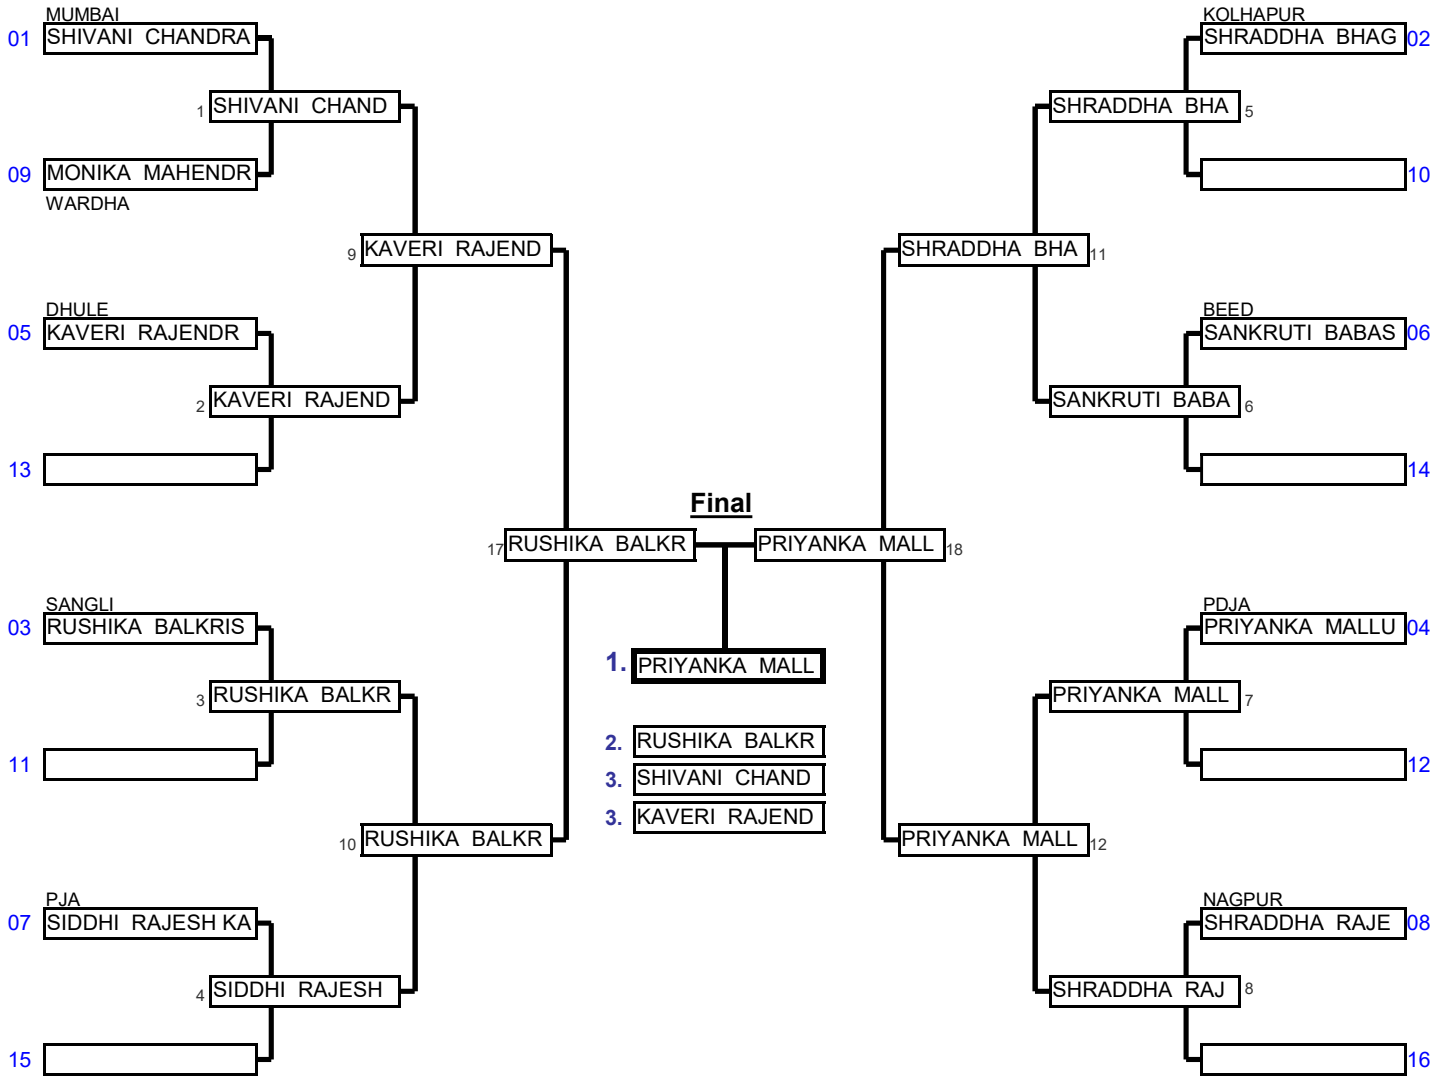 MUMBAI
01 SHIVANI CHANDRA
1 SHIVANI CHAND
09 MONIKA MAHENDR
WARDHA
9 KAVERI RAJEND
DHULE
05 KAVERI RAJENDR
2 KAVERI RAJEND
13
17 RUSHIKA BALKR
SANGLI
03 RUSHIKA BALKRIS
3 RUSHIKA BALKR
11
10 RUSHIKA BALKR
PJA
07 SIDDHI RAJESH KA
4 SIDDHI RAJESH
15
Final
1. PRIYANKA MALL
2. RUSHIKA BALKR
3. SHIVANI CHAND
3. KAVERI RAJEND
KOLHAPUR
SHRADDHA BHAG 02
SHRADDHA BHA 5
10
SHRADDHA BHA 11
BEED
SANKRUTI BABAS 06
SANKRUTI BABA 6
14
PRIYANKA MALL 18
PDJA
PRIYANKA MALLU 04
PRIYANKA MALL 7
12
PRIYANKA MALL 12
NAGPUR
SHRADDHA RAJE 08
SHRADDHA RAJ 8
16